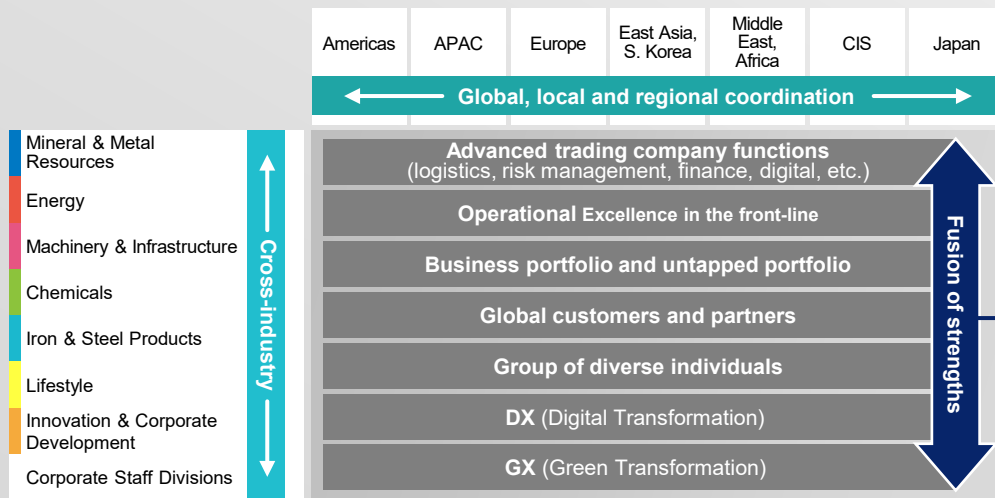 Americas
APAC
Europe
East Asia,
S. Korea
Middle
East,
Africa
CIS
Japan
Global, local and regional coordination
Mineral & Metal
Resources
Energy
Machinery & Infrastructure
Chemicals
Iron & Steel Products
Lifestyle
Innovation & Corporate
Development
Corporate Staff Divisions
Cross-industry
Advanced trading company functions
(logistics, risk management, finance, digital, etc.)
Operational Excellence in the front-line
Business portfolio and untapped portfolio
Global customers and partners
Group of diverse individuals
DX (Digital Transformation)
GX (Green Transformation)
Fusion of strengths